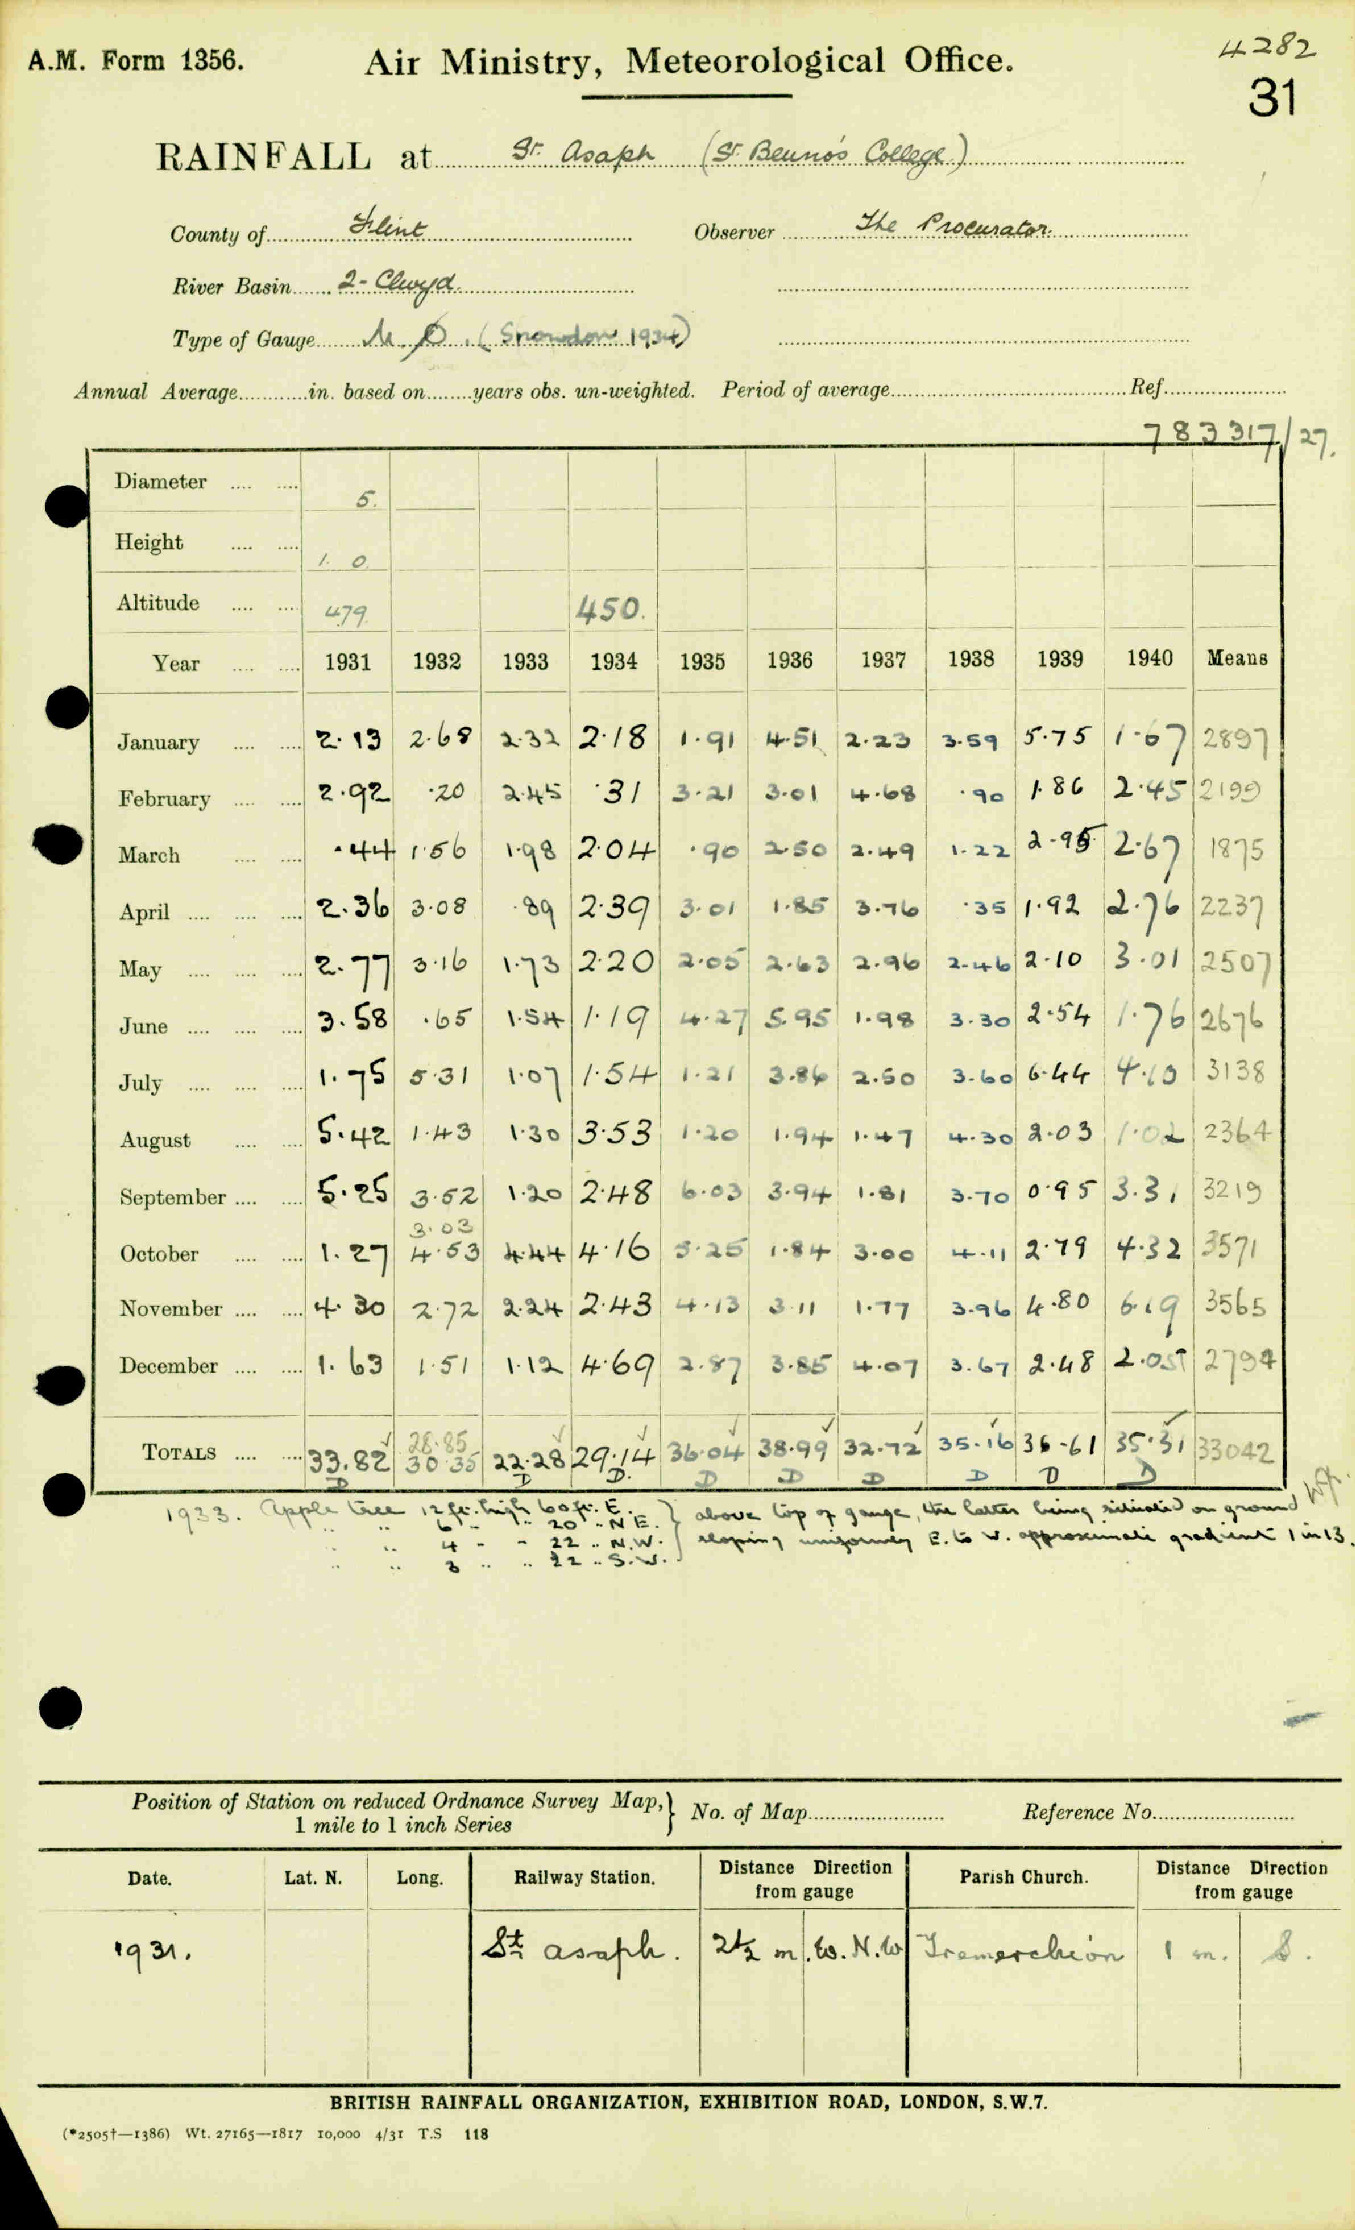 A.M. Form 1356. Air Ministry, Meteorological Office. 4282
31
RAINFALL at St. Asaph (St Beuno's College)
County of Flint Observer The Procurator.
River Basin 2 - Clwyd
Type of Gauge M.O. (Snowdon 1934)
Annual Average in. based on years obs. un-weighted. Period of average Ref.
783317/27.
Diameter 5.
Height 1. 0.
Altitude 479. 450.
Year 1931 1932 1933 1934 1935 1936 1937 1938 1939 1940 Means
January 2.13 2.68 2.32 2.18 1.91 4.51 2.23 3.59 5.75 1.67 2897
February 2.92 .20 2.45 .31 3.21 3.01 4.68 .90 1.86 2.45 2199
March .44 1.56 1.98 2.04 .90 2.50 2.49 1.22 2.95 2.67 1875
April 2.36 3.08 .89 2.39 3.01 1.85 3.76 .35 1.92 2.76 2237
May 2.77 3.16 1.73 2.20 2.05 2.63 2.96 2.46 2.10 3.01 2507
June 3.58 .65 1.54 1.19 4.27 5.95 1.98 3.30 2.54 1.76 2676
July 1.75 5.31 1.07 1.54 1.21 3.86 2.50 3.60 6.44 4.10 3138
August 5.42 1.43 1.30 3.53 1.20 1.94 1.47 4.30 2.03 1.02 2364
September 5.25 3.52 1.20 2.48 6.03 3.94 1.81 3.70 0.95 3.31 3219
3.03
October 1.27 4.53 4.44 4.16 5.25 1.84 3.00 4.11 2.79 4.32 3571
November 4.30 2.72 2.24 2.43 4.13 3.11 1.77 3.96 4.80 6.19 3565
December 1.63 1.51 1.12 4.69 2.87 3.85 4.07 3.67 2.48 2.05 2794
28.85
TOTALS 33.82 30.35 22.28 29.14 36.04 38.99 32.72 35.16 36.61 35.31 33042
D D D D D D D D D
1933. Apple tree 12 ft. high 60 ft. E. } above top of gauge, the latter being situated on ground
" " 6 " " 20 " N.E. sloping uniformly E. to W. approximate gradient 1 in 13.
" " 4 " " 22 " N.W.
" " 3 " " 22 " S.W.
Position of Station on reduced Ordnance Survey Map, } No. of Map Reference No.
1 mile to 1 inch Series
Date. Lat. N. Long. Railway Station. Distance Direction from gauge Parish Church. Distance Direction from gauge
1931. St. Asaph. 2½ m. W.N.W Tremerchion 1 m. S.
BRITISH RAINFALL ORGANIZATION, EXHIBITION ROAD, LONDON, S.W.7.
(*2505†—1386) Wt. 27165—1817 10,000 4/31 T.S 118